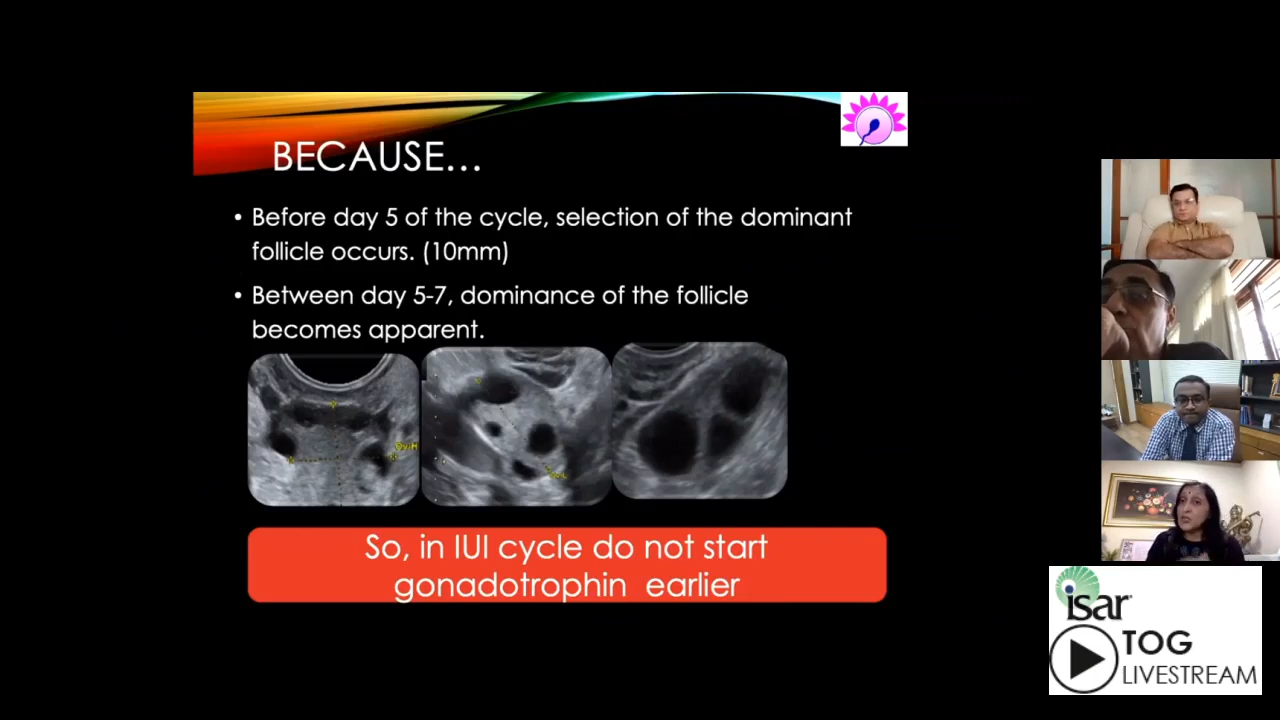 BECAUSE...
• Before day 5 of the cycle, selection of the dominant
follicle occurs. (10mm)
• Between day 5-7, dominance of the follicle
becomes apparent.
So, in IUI cycle do not start
gonadotrophin earlier
isar
TOG
LIVESTREAM